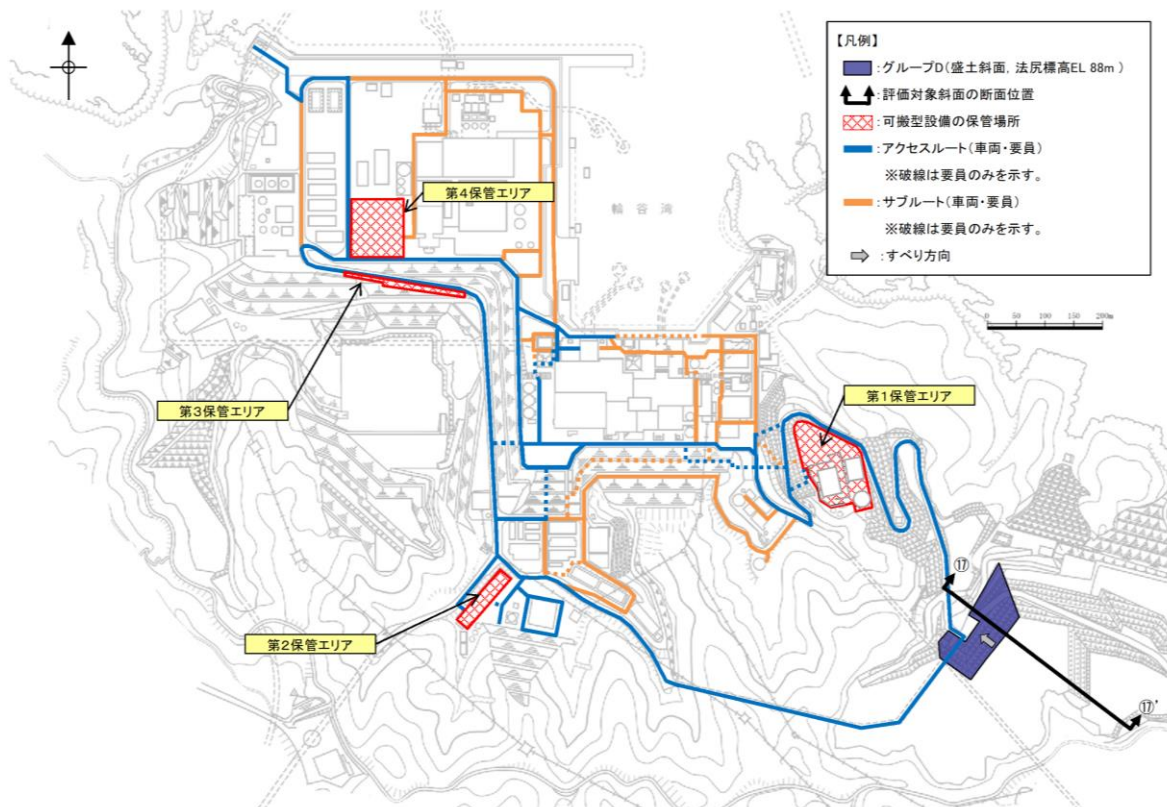 【凡例】
:グループD(盛土斜面, 法尻標高EL 88m )
:評価対象斜面の断面位置
:可搬型設備の保管場所
:アクセスルート(車両・要員)
※破線は要員のみを示す。
:サブルート(車両・要員)
※破線は要員のみを示す。
:すべり方向
第4保管エリア
輪谷湾
0 50 100 150 200m
第3保管エリア
第1保管エリア
⑰
第2保管エリア
⑰'